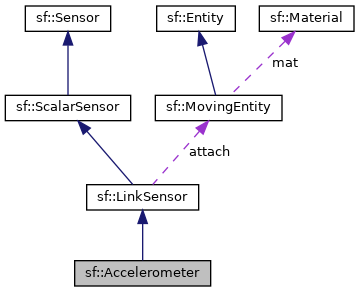 sf::Sensor
sf::Entity
sf::Material
mat
sf::ScalarSensor
sf::MovingEntity
attach
sf::LinkSensor
sf::Accelerometer